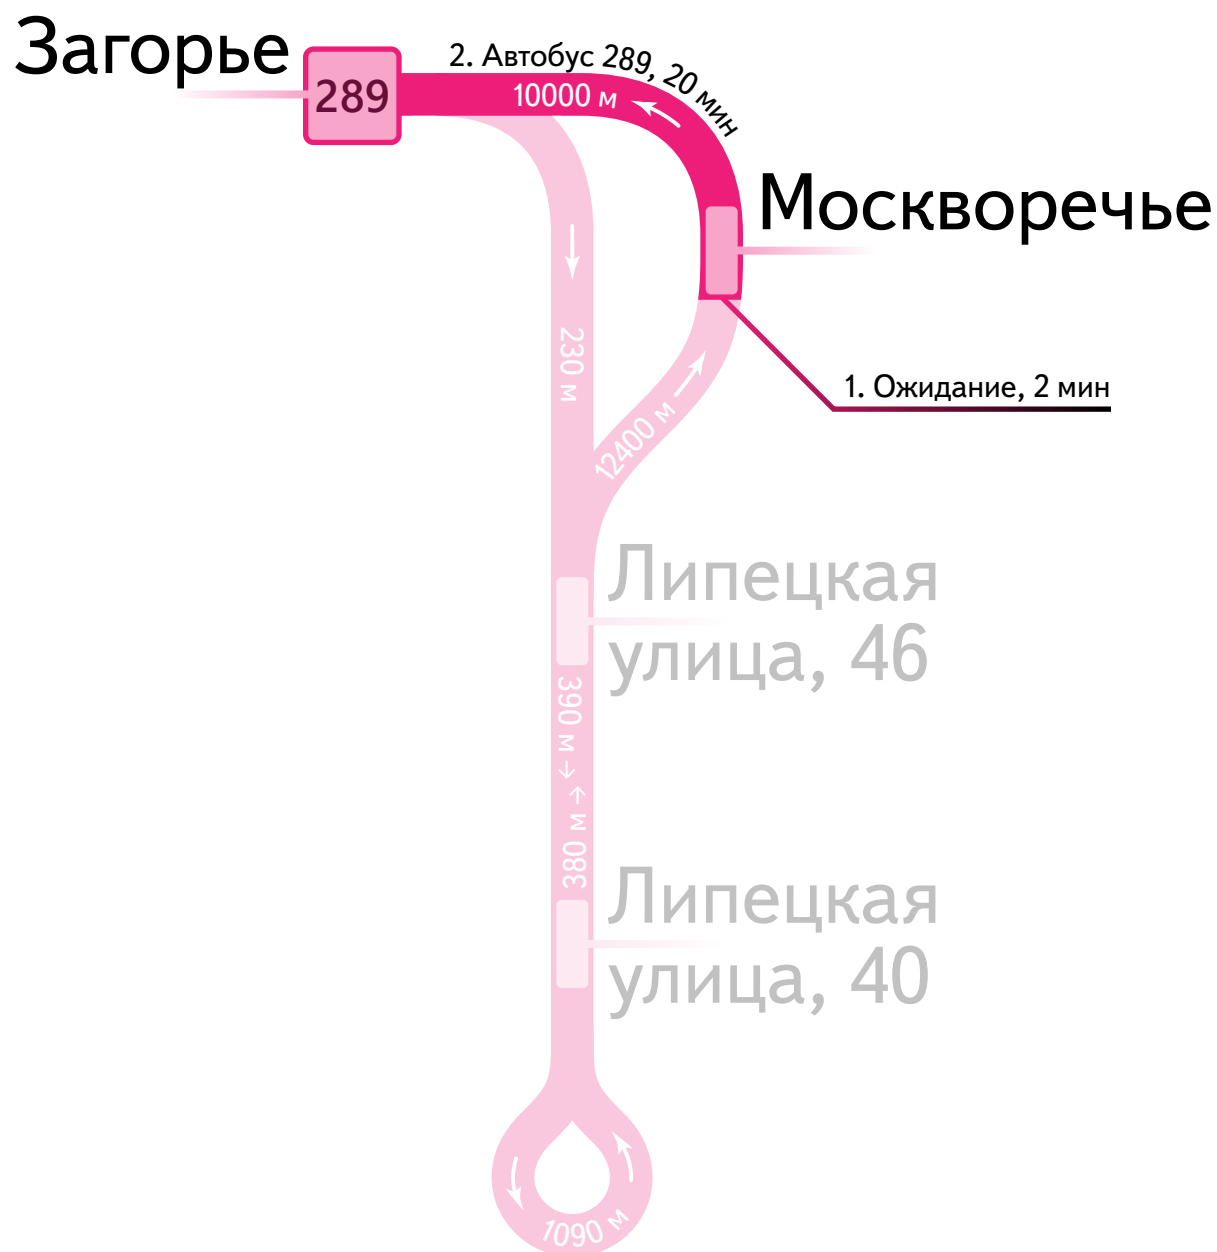 Загорье
289
2. Автобус 289, 20 мин
10000 м
Москворечье
230 м
1. Ожидание, 2 мин
12400 м
Липецкая
улица, 46
390 м →
380 м →
Липецкая
улица, 40
1090 м